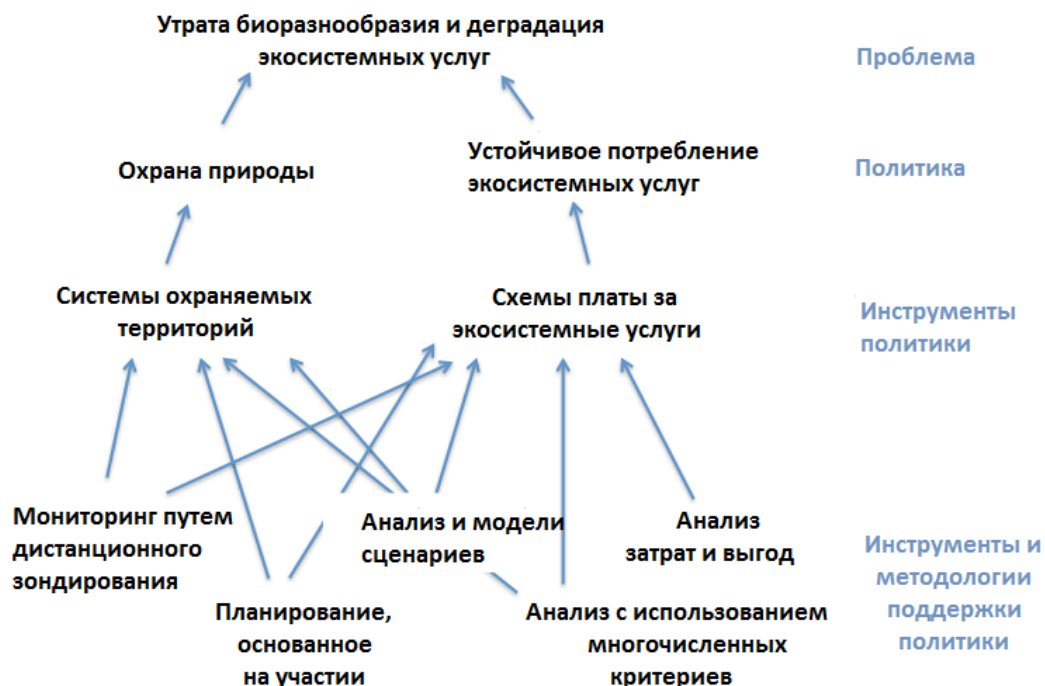 Утрата биоразнообразия и деградация
экосистемных услуг
Проблема
Охрана природы
Устойчивое потребление
экосистемных услуг
Политика
Системы охраняемых
территорий
Схемы платы за
экосистемные услуги
Инструменты
политики
Мониторинг путем
дистанционного
зондирования
Анализ и модели
сценариев
Анализ
затрат и выгод
Инструменты и
методологии
поддержки
политики
Планирование,
основанное
на участии
Анализ с использованием
многочисленных
критериев